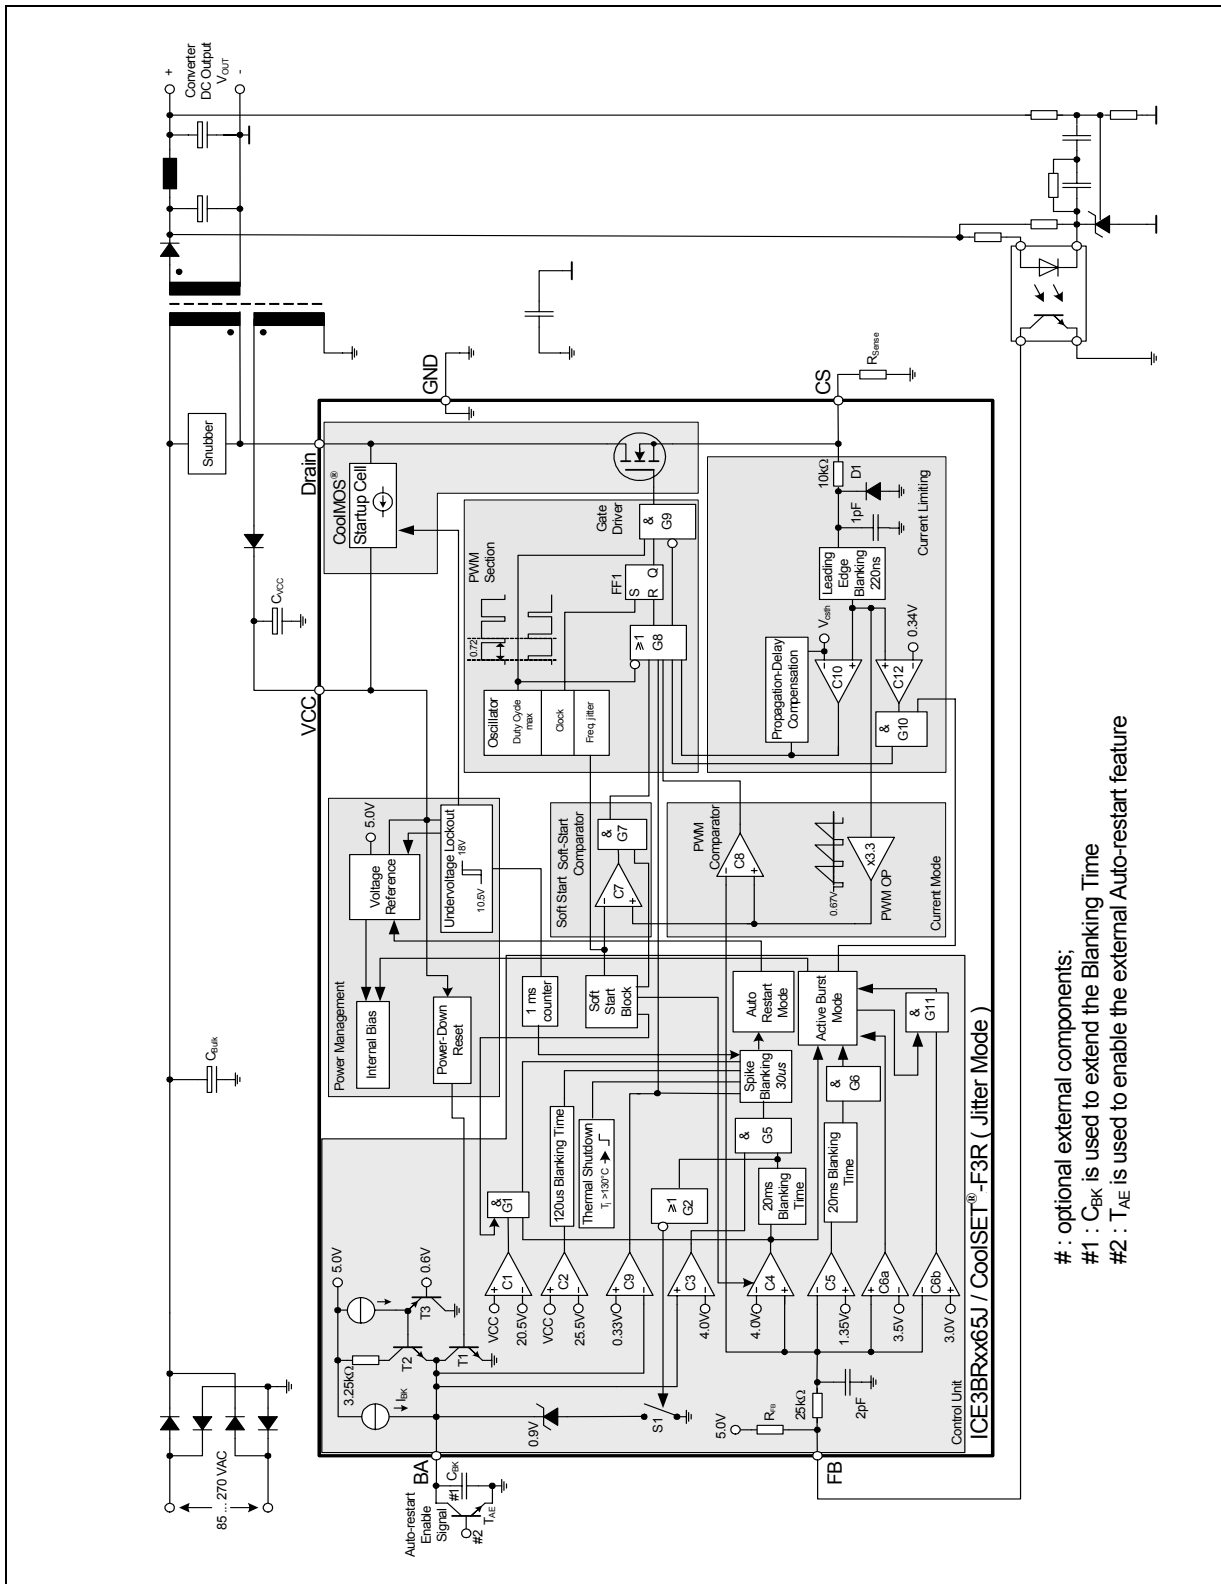 +
Converter
DC Output
VOUT
-
Snubber
85 ... 270 VAC
CBulk
CVCC
VCC
Drain
GND
CS
RSense
BA
FB
Auto-restart
Enable
Signal
#1
CBK
#2
TAE
Power Management
Internal Bias
Voltage
Reference
5.0V
Power-Down
Reset
Undervoltage Lockout
18V
10.5V
CoolMOS®
Startup Cell
PWM
Section
0.72
Oscillator
Duty Cycle
max
Clock
Freq. jitter
FF1
S
R
Q
≥1
G8
Gate
Driver
&
G9
5.0V
3.25kΩ
IBK
T2
T1
T3
0.6V
0.9V
S1
VCC
20.5V
+
–
C1
&
G1
VCC
25.5V
+
–
C2
120us Blanking Time
1 ms
counter
Thermal Shutdown
Tj >130°C
0.33V
+
–
C9
≥1
G2
4.0V
+
–
C3
&
G5
4.0V
–
+
C4
20ms
Blanking
Time
Spike
Blanking
30us
Auto
Restart
Mode
Soft
Start
Block
Soft Start
Soft-Start
Comparator
–
+
C7
&
G7
1.35V
–
+
C5
20ms Blanking
Time
&
G6
Active Burst
Mode
3.5V
+
–
C6a
3.0V
–
+
C6b
&
G11
5.0V
RFB
25kΩ
2pF
Control Unit
PWM
Comparator
–
+
C8
0.67V
x3.3
PWM OP
Current Mode
Propagation-Delay
Compensation
Vcsth
–
+
C10
+
–
C12
0.34V
&
G10
Leading
Edge
Blanking
220ns
10kΩ
D1
1pF
Current Limiting
ICE3BRxx65J / CoolSET® -F3R ( Jitter Mode )
# : optional external components;
#1 : CBK is used to extend the Blanking Time
#2 : TAE is used to enable the external Auto-restart feature